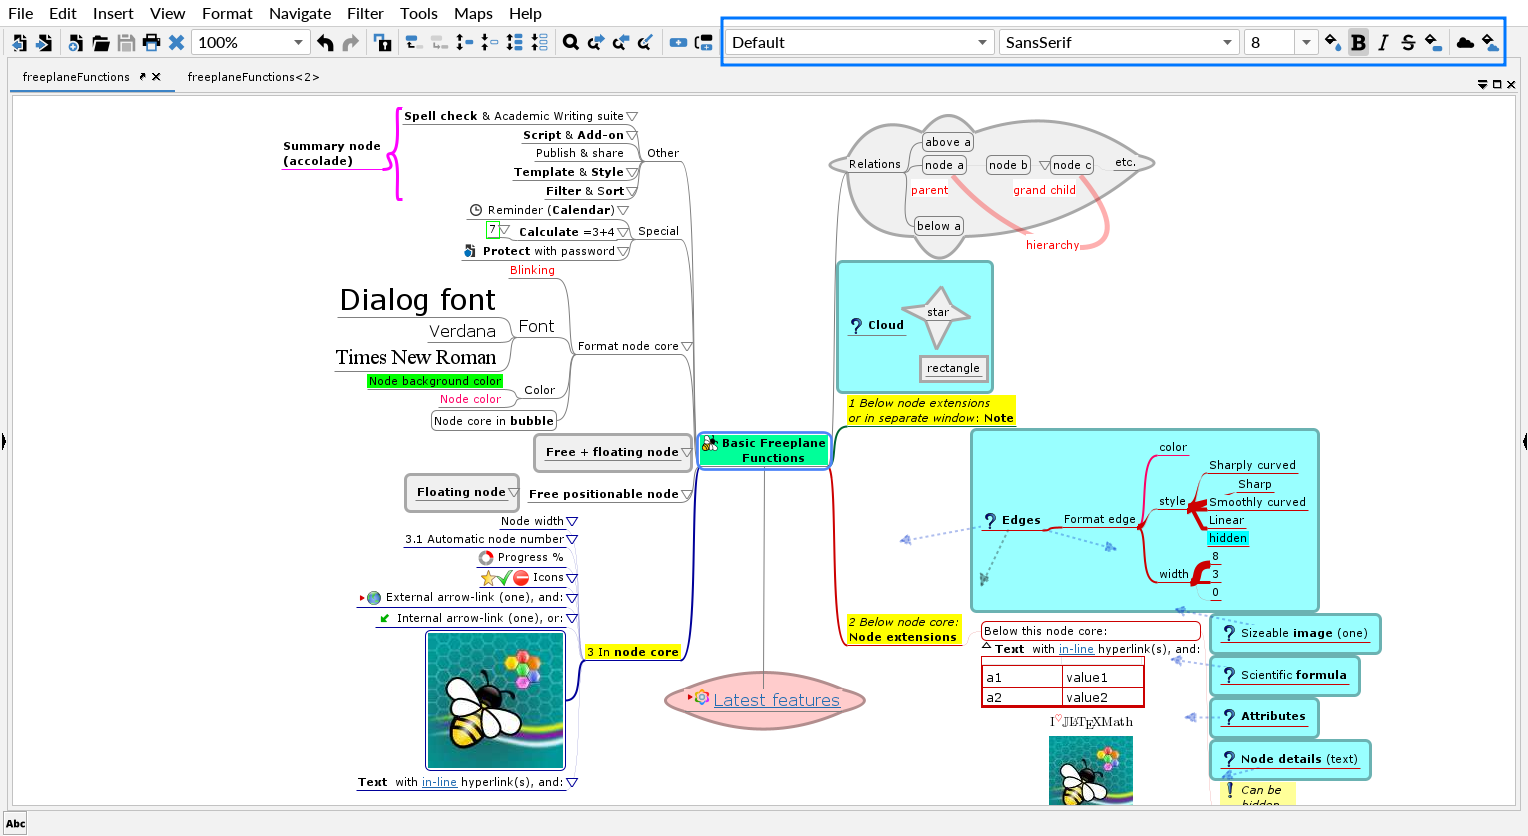 File Edit Insert View Format Navigate Filter Tools Maps Help
100%
Default
SansSerif
8
B I S
freeplaneFunctions
freeplaneFunctions<2>
Summary node
(accolade)
Spell check & Academic Writing suite
Script & Add-on
Publish & share
Template & Style
Filter & Sort
Other
Reminder (Calendar)
7
Calculate =3+4
Protect with password
Special
Blinking
Dialog font
Verdana
Times New Roman
Font
Node background color
Node color
Color
Node core in bubble
Format node core
Free + floating node
Floating node
Free positionable node
Basic Freeplane
Functions
Node width
3.1 Automatic node number
Progress %
Icons
External arrow-link (one), and:
Internal arrow-link (one), or:
3 In node core
Text with in-line hyperlink(s), and:
Latest features
Relations
above a
node a
node b
node c
etc.
parent
grand child
below a
hierarchy
Cloud
star
rectangle
1 Below node extensions
or in separate window: Note
Edges
Format edge
color
style
Sharply curved
Sharp
Smoothly curved
Linear
hidden
width
8
3
0
2 Below node core:
Node extensions
Below this node core:
Text with in-line hyperlink(s), and:
a1 value1
a2 value2
I♡JLATEXMath
Sizeable image (one)
Scientific formula
Attributes
Node details (text)
Can be
hidden
Abc